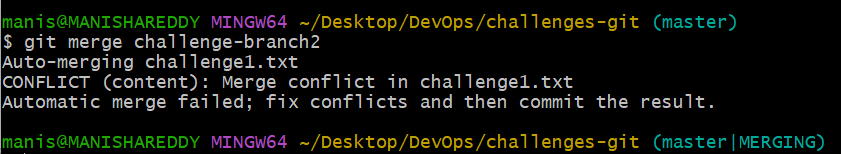 manis@MANISHAREDDY MINGW64 ~/Desktop/DevOps/challenges-git (master)
$ git merge challenge-branch2
Auto-merging challenge1.txt
CONFLICT (content): Merge conflict in challenge1.txt
Automatic merge failed; fix conflicts and then commit the result.
manis@MANISHAREDDY MINGW64 ~/Desktop/DevOps/challenges-git (master|MERGING)